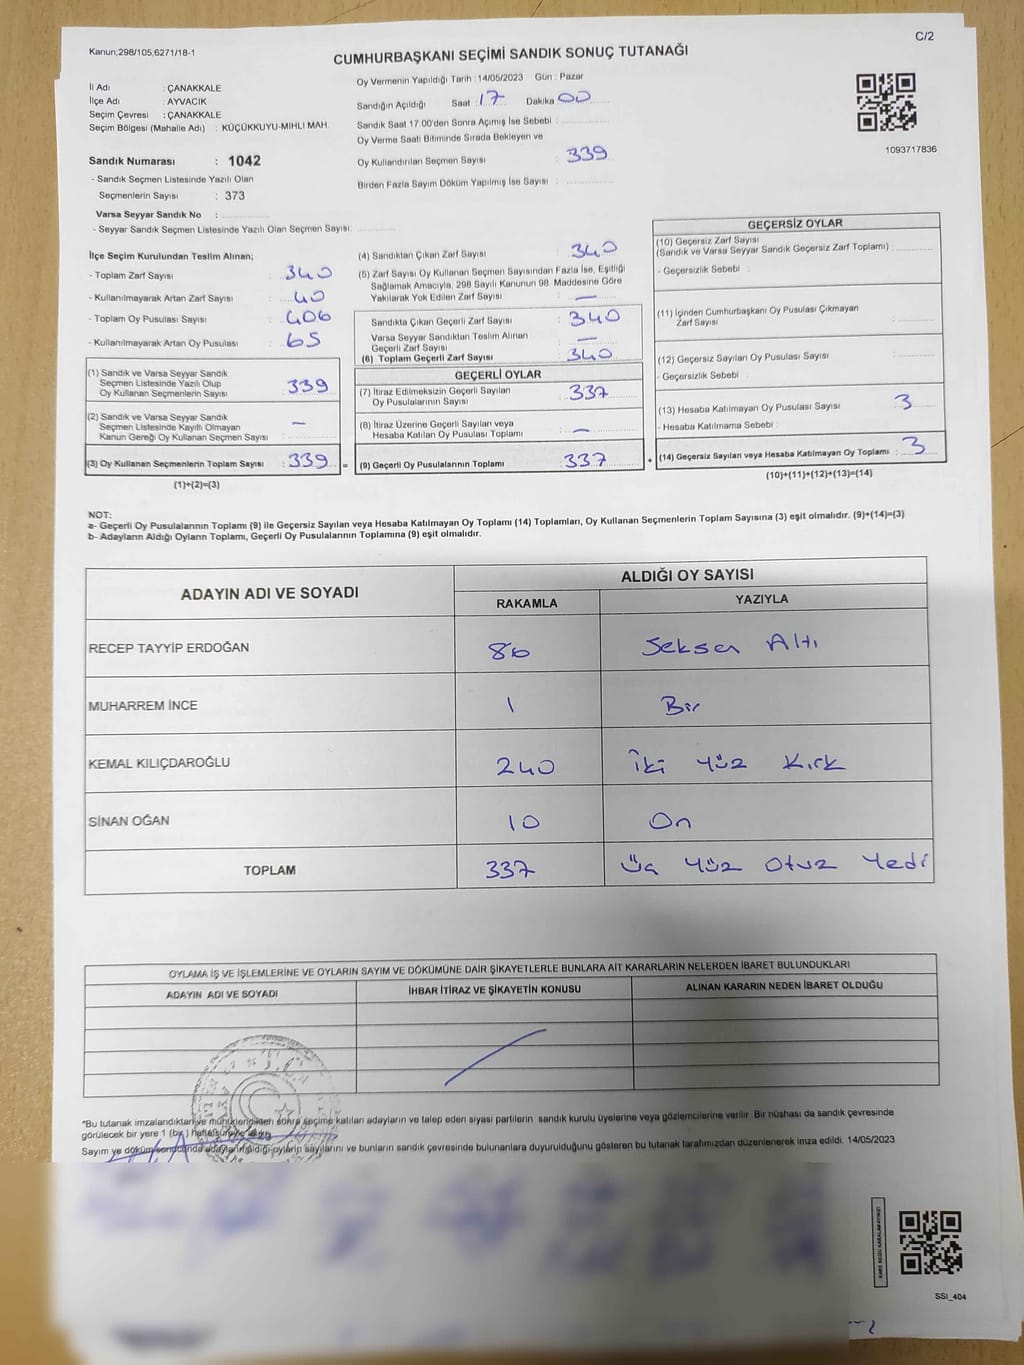 Kanun;298/105,6271/18-1
C/2
CUMHURBAŞKANI SEÇİMİ SANDIK SONUÇ TUTANAĞI
İl Adı : ÇANAKKALE
İlçe Adı : AYVACIK
Seçim Çevresi : ÇANAKKALE
Seçim Bölgesi (Mahalle Adı) : KÜÇÜKKUYU-MIHLI MAH.
Sandık Numarası : 1042
- Sandık Seçmen Listesinde Yazılı Olan
Seçmenlerin Sayısı : 373
Varsa Seyyar Sandık No :
- Seyyar Sandık Seçmen Listesinde Yazılı Olan Seçmen Sayısı:
Oy Vermenin Yapıldığı Tarih : 14/05/2023 Gün : Pazar
Sandığın Açıldığı Saat : 17 Dakika 00
Sandık Saat 17.00'den Sonra Açımış İse Sebebi :
Oy Verme Saati Bitiminde Sırada Bekleyen ve
Oy Kullandırılan Seçmen Sayısı : 339
Birden Fazla Sayım Döküm Yapılmış İse Sayısı :
1093717836
İlçe Seçim Kurulundan Teslim Alınan;
- Toplam Zarf Sayısı : 340
- Kullanılmayarak Artan Zarf Sayısı : 40
- Toplam Oy Pusulası Sayısı : 406
- Kullanılmayarak Artan Oy Pusulası : 65
(1) Sandık ve Varsa Seyyar Sandık
Seçmen Listesinde Yazılı Olup
Oy Kullanan Seçmenlerin Sayısı : 339
(2) Sandık ve Varsa Seyyar Sandık
Seçmen Listesinde Kayıtlı Olmayan
Kanun Gereği Oy Kullanan Seçmen Sayısı : —
(3) Oy Kullanan Seçmenlerin Toplam Sayısı : 339 =
(1)+(2)=(3)
(4) Sandıktan Çıkan Zarf Sayısı : 340
(5) Zarf Sayısı Oy Kullanan Seçmen Sayısından Fazla İse, Eşitliği
Sağlamak Amacıyla, 298 Sayılı Kanunun 98. Maddesine Göre
Yakılarak Yok Edilen Zarf Sayısı : —
Sandıkta Çıkan Geçerli Zarf Sayısı : 340
Varsa Seyyar Sandıktan Teslim Alınan
Geçerli Zarf Sayısı : —
(6) Toplam Geçerli Zarf Sayısı : 340
GEÇERLİ OYLAR
(7) İtiraz Edilmeksizin Geçerli Sayılan
Oy Pusulalarının Sayısı : 337
(8) İtiraz Üzerine Geçerli Sayılan veya
Hesaba Katılan Oy Pusulası Toplamı : —
(9) Geçerli Oy Pusulalarının Toplamı : 337 +
GEÇERSİZ OYLAR
(10) Geçersiz Zarf Sayısı
(Sandık ve Varsa Seyyar Sandık Geçersiz Zarf Toplamı) :
- Geçersizlik Sebebi :
(11) İçinden Cumhurbaşkanı Oy Pusulası Çıkmayan
Zarf Sayısı :
(12) Geçersiz Sayılan Oy Pusulası Sayısı :
- Geçersizlik Sebebi :
(13) Hesaba Katılmayan Oy Pusulası Sayısı : 3
- Hesaba Katılmama Sebebi :
(14) Geçersiz Sayılan veya Hesaba Katılmayan Oy Toplamı : 3
(10)+(11)+(12)+(13)=(14)
NOT:
a- Geçerli Oy Pusulalarının Toplamı (9) ile Geçersiz Sayılan veya Hesaba Katılmayan Oy Toplamı (14) Toplamları, Oy Kullanan Seçmenlerin Toplam Sayısına (3) eşit olmalıdır. (9)+(14)=(3)
b- Adayların Aldığı Oyların Toplamı, Geçerli Oy Pusulalarının Toplamına (9) eşit olmalıdır.
ADAYIN ADI VE SOYADI
ALDIĞI OY SAYISI
RAKAMLA YAZIYLA
RECEP TAYYİP ERDOĞAN 86 Seksen Altı
MUHARREM İNCE 1 Bir
KEMAL KILIÇDAROĞLU 240 İki Yüz Kırk
SİNAN OĞAN 10 On
TOPLAM 337 Üç Yüz Otuz Yedi
OYLAMA İŞ VE İŞLEMLERİNE VE OYLARIN SAYIM VE DÖKÜMÜNE DAİR ŞİKAYETLERLE BUNLARA AİT KARARLARIN NELERDEN İBARET BULUNDUKLARI
ADAYIN ADI VE SOYADI İHBAR İTİRAZ VE ŞİKAYETİN KONUSU ALINAN KARARIN NEDEN İBARET OLDUĞU
T.C.
*Bu tutanak imzalandıktan ve mühürlendikten sonra seçime katılan adayların ve talep eden siyasi partilerin sandık kurulu üyelerine veya gözlemcilerine verilir. Bir nüshası da sandık çevresinde
görülecek bir yere 1 (bir) hafta süreyle asılır.
Sayım ve döküm sonucunda adayların aldığı oyların sayılarını ve bunların sandık çevresinde bulunanlara duyurulduğunu gösteren bu tutanak tarafımızdan düzenlenerek imza edildi. 14/05/2023
SSİ_404